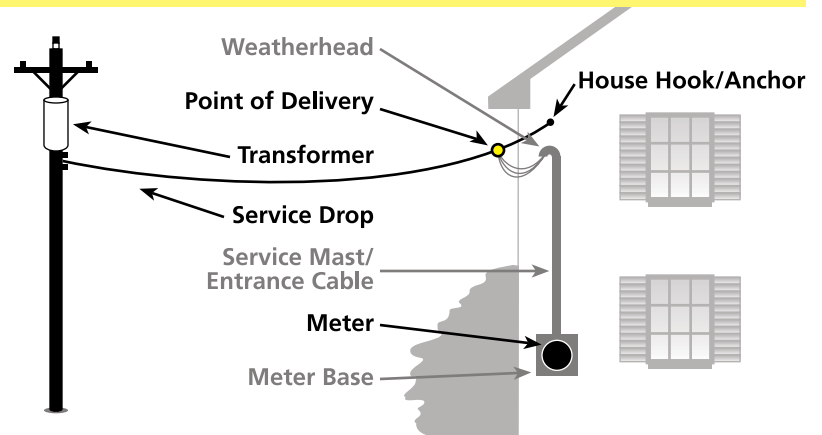 Weatherhead
House Hook/Anchor
Point of Delivery
Transformer
Service Drop
Service Mast/
Entrance Cable
Meter
Meter Base